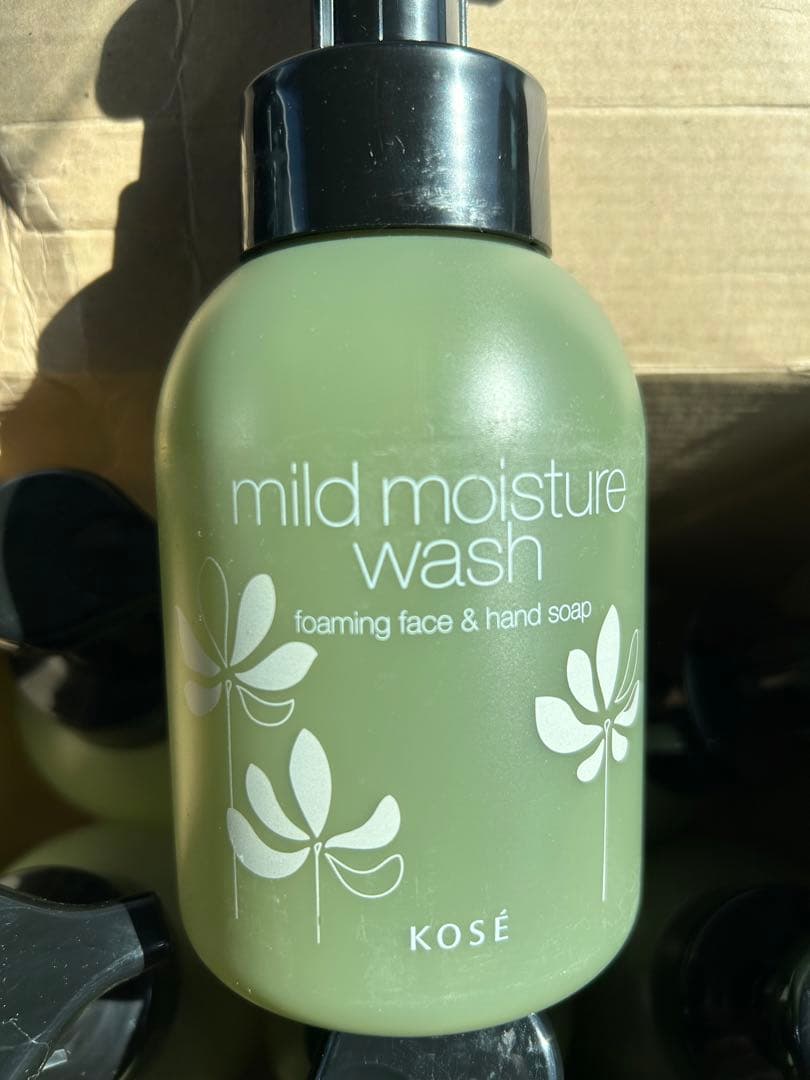 mild moisture
wash
foaming face & hand soap
KOSÉ